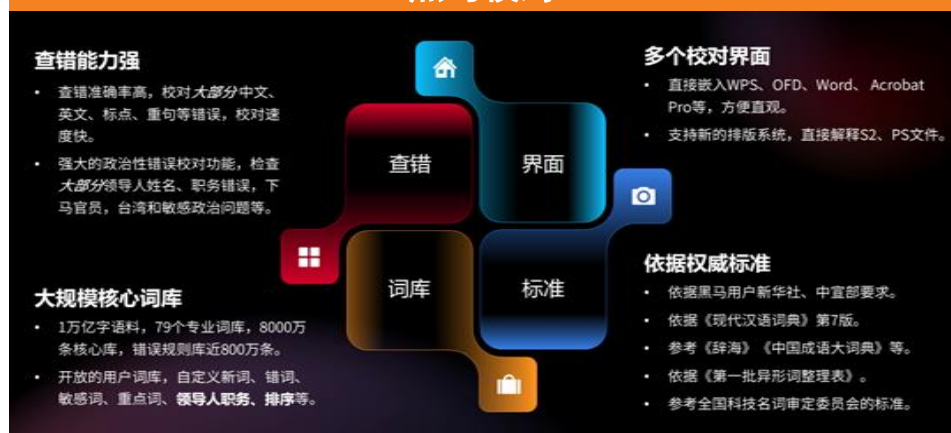 查错能力强
• 查错准确率高，校对大部分中文、
英文、标点、重句等错误，校对速
度快。
• 强大的政治性错误校对功能，检查
大部分领导人姓名、职务错误，下
马官员，台湾和敏感政治问题等。
大规模核心词库
• 1万亿字语料，79个专业词库，8000万
条核心库，错误规则库近800万条。
• 开放的用户词库，自定义新词、错词、
敏感词、重点词、领导人职务、排序等。
查错
界面
词库
标准
多个校对界面
• 直接嵌入WPS、OFD、Word、 Acrobat
Pro等，方便直观。
• 支持新的排版系统，直接解释S2、PS文件。
依据权威标准
• 依据黑马用户新华社、中宣部要求。
• 依据《现代汉语词典》第7版。
• 参考《辞海》《中国成语大词典》等。
• 依据《第一批异形词整理表》。
• 参考全国科技名词审定委员会的标准。